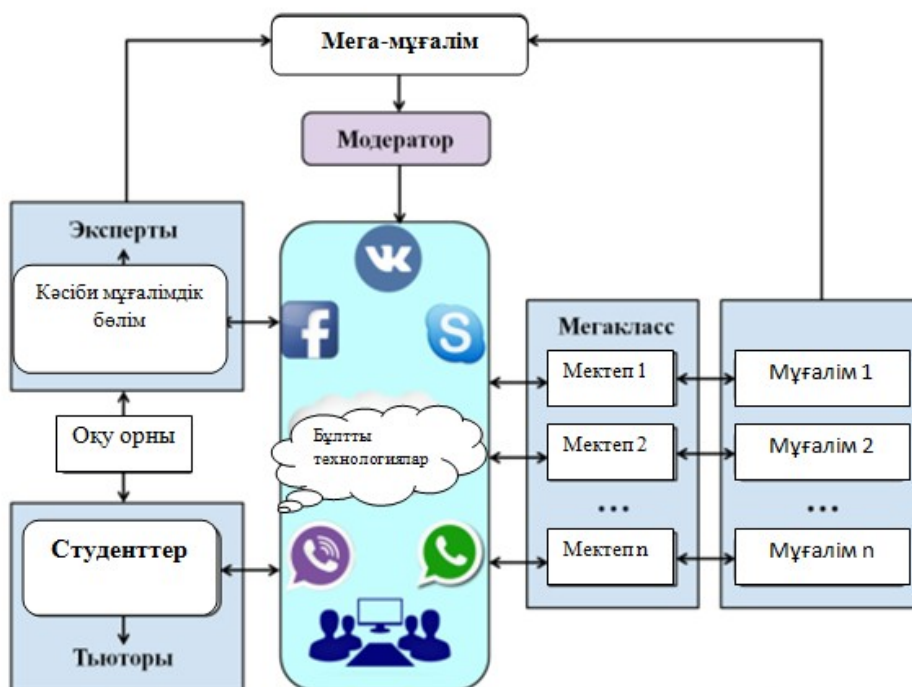 Мега-мұғалім
Модератор
Эксперты
Кәсіби мұғалімдік
бөлім
Оқу орны
Студенттер
Тьюторы
Бұлтты
технологиялар
Мегакласс
Мектеп 1
Мұғалім 1
Мектеп 2
Мұғалім 2
...
...
Мектеп n
Мұғалім n